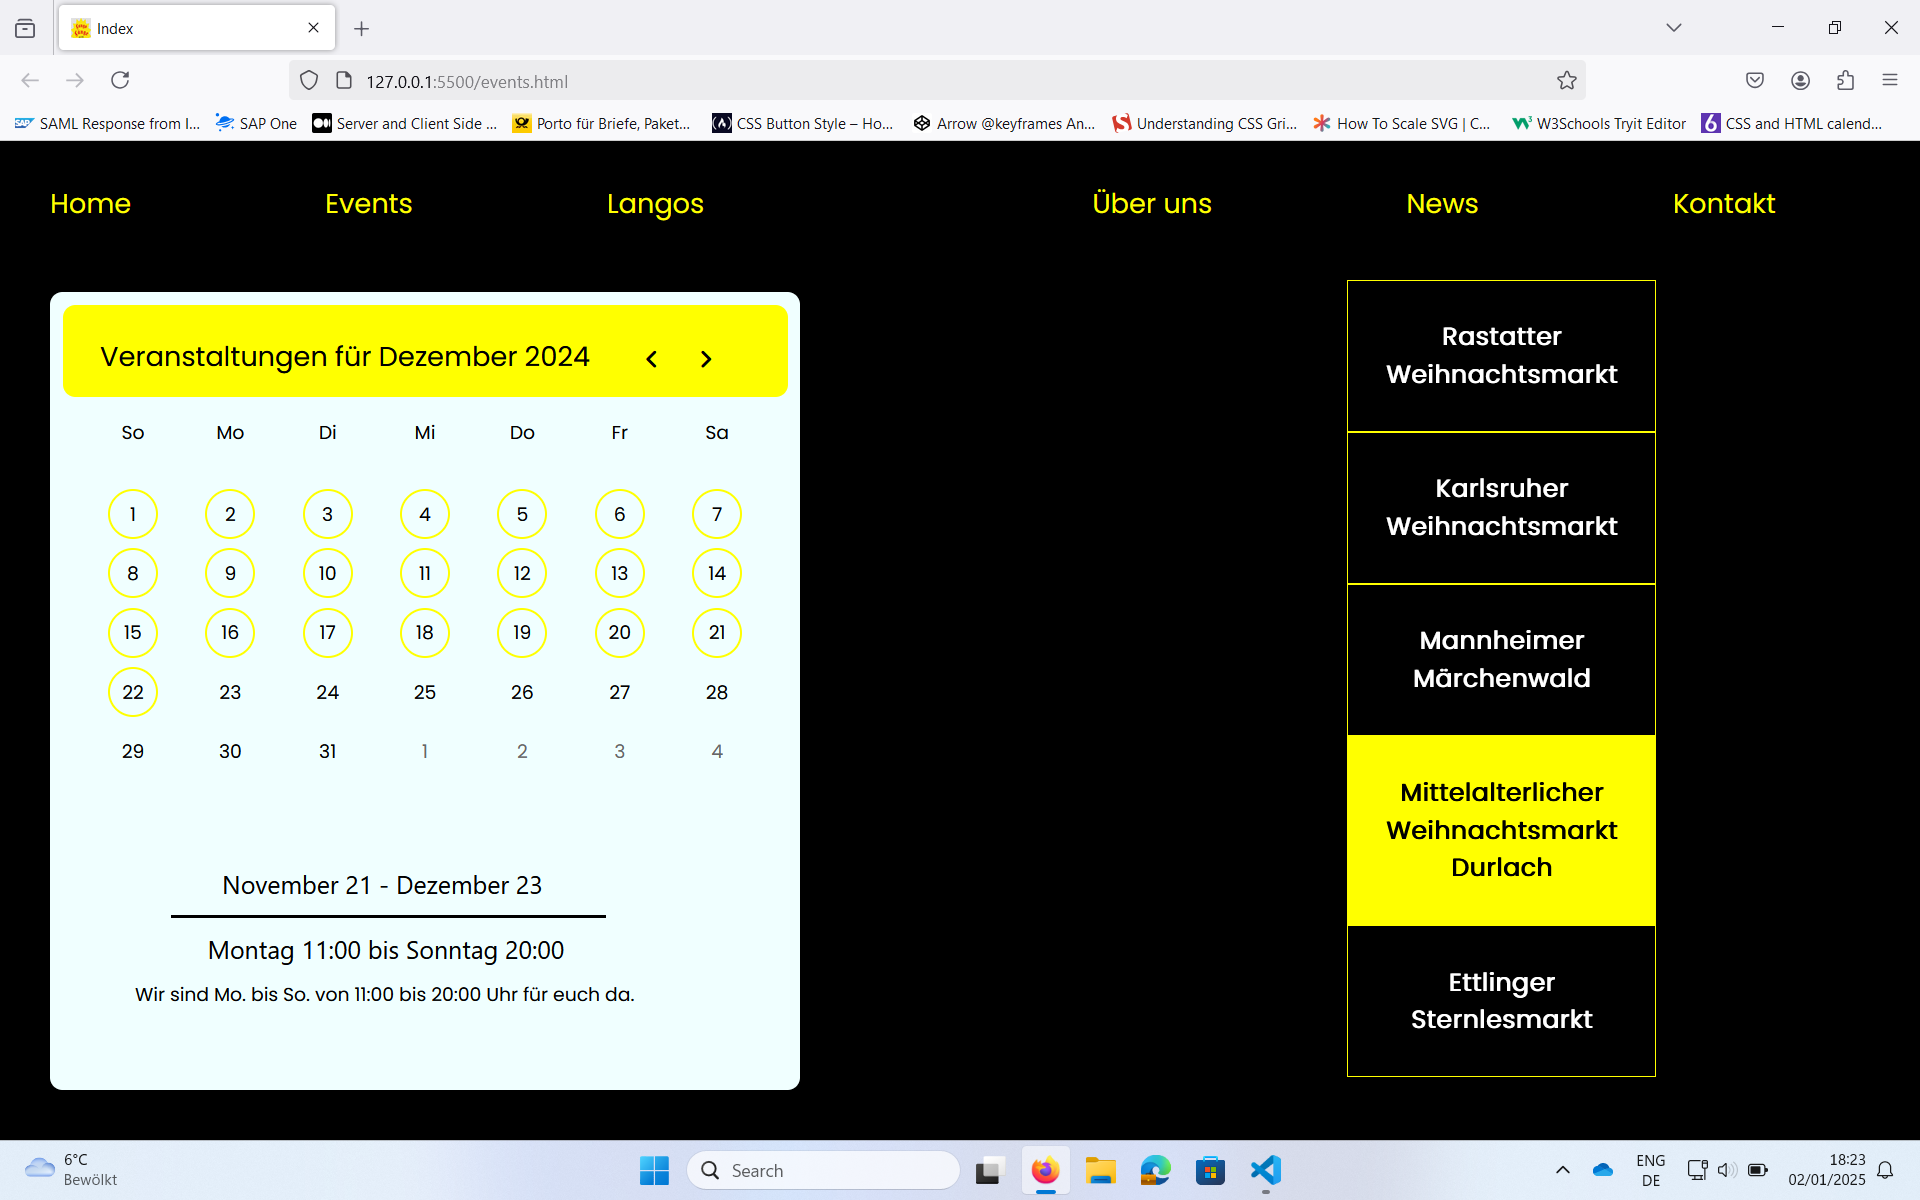 Index
127.0.0.1:5500/events.html
SAML Response from I...
SAP One
Server and Client Side ...
Porto für Briefe, Paket...
CSS Button Style – Ho...
Arrow @keyframes An...
Understanding CSS Gri...
How To Scale SVG | C...
W3Schools Tryit Editor
CSS and HTML calend...
Home Events Langos Über uns News Kontakt
Veranstaltungen für Dezember 2024
So Mo Di Mi Do Fr Sa
1 2 3 4 5 6 7
8 9 10 11 12 13 14
15 16 17 18 19 20 21
22 23 24 25 26 27 28
29 30 31 1 2 3 4
November 21 - Dezember 23
Montag 11:00 bis Sonntag 20:00
Wir sind Mo. bis So. von 11:00 bis 20:00 Uhr für euch da.
Rastatter
Weihnachtsmarkt
Karlsruher
Weihnachtsmarkt
Mannheimer
Märchenwald
Mittelalterlicher
Weihnachtsmarkt
Durlach
Ettlinger
Sternlesmarkt
6°C
Bewölkt
Search
ENG
DE
18:23
02/01/2025